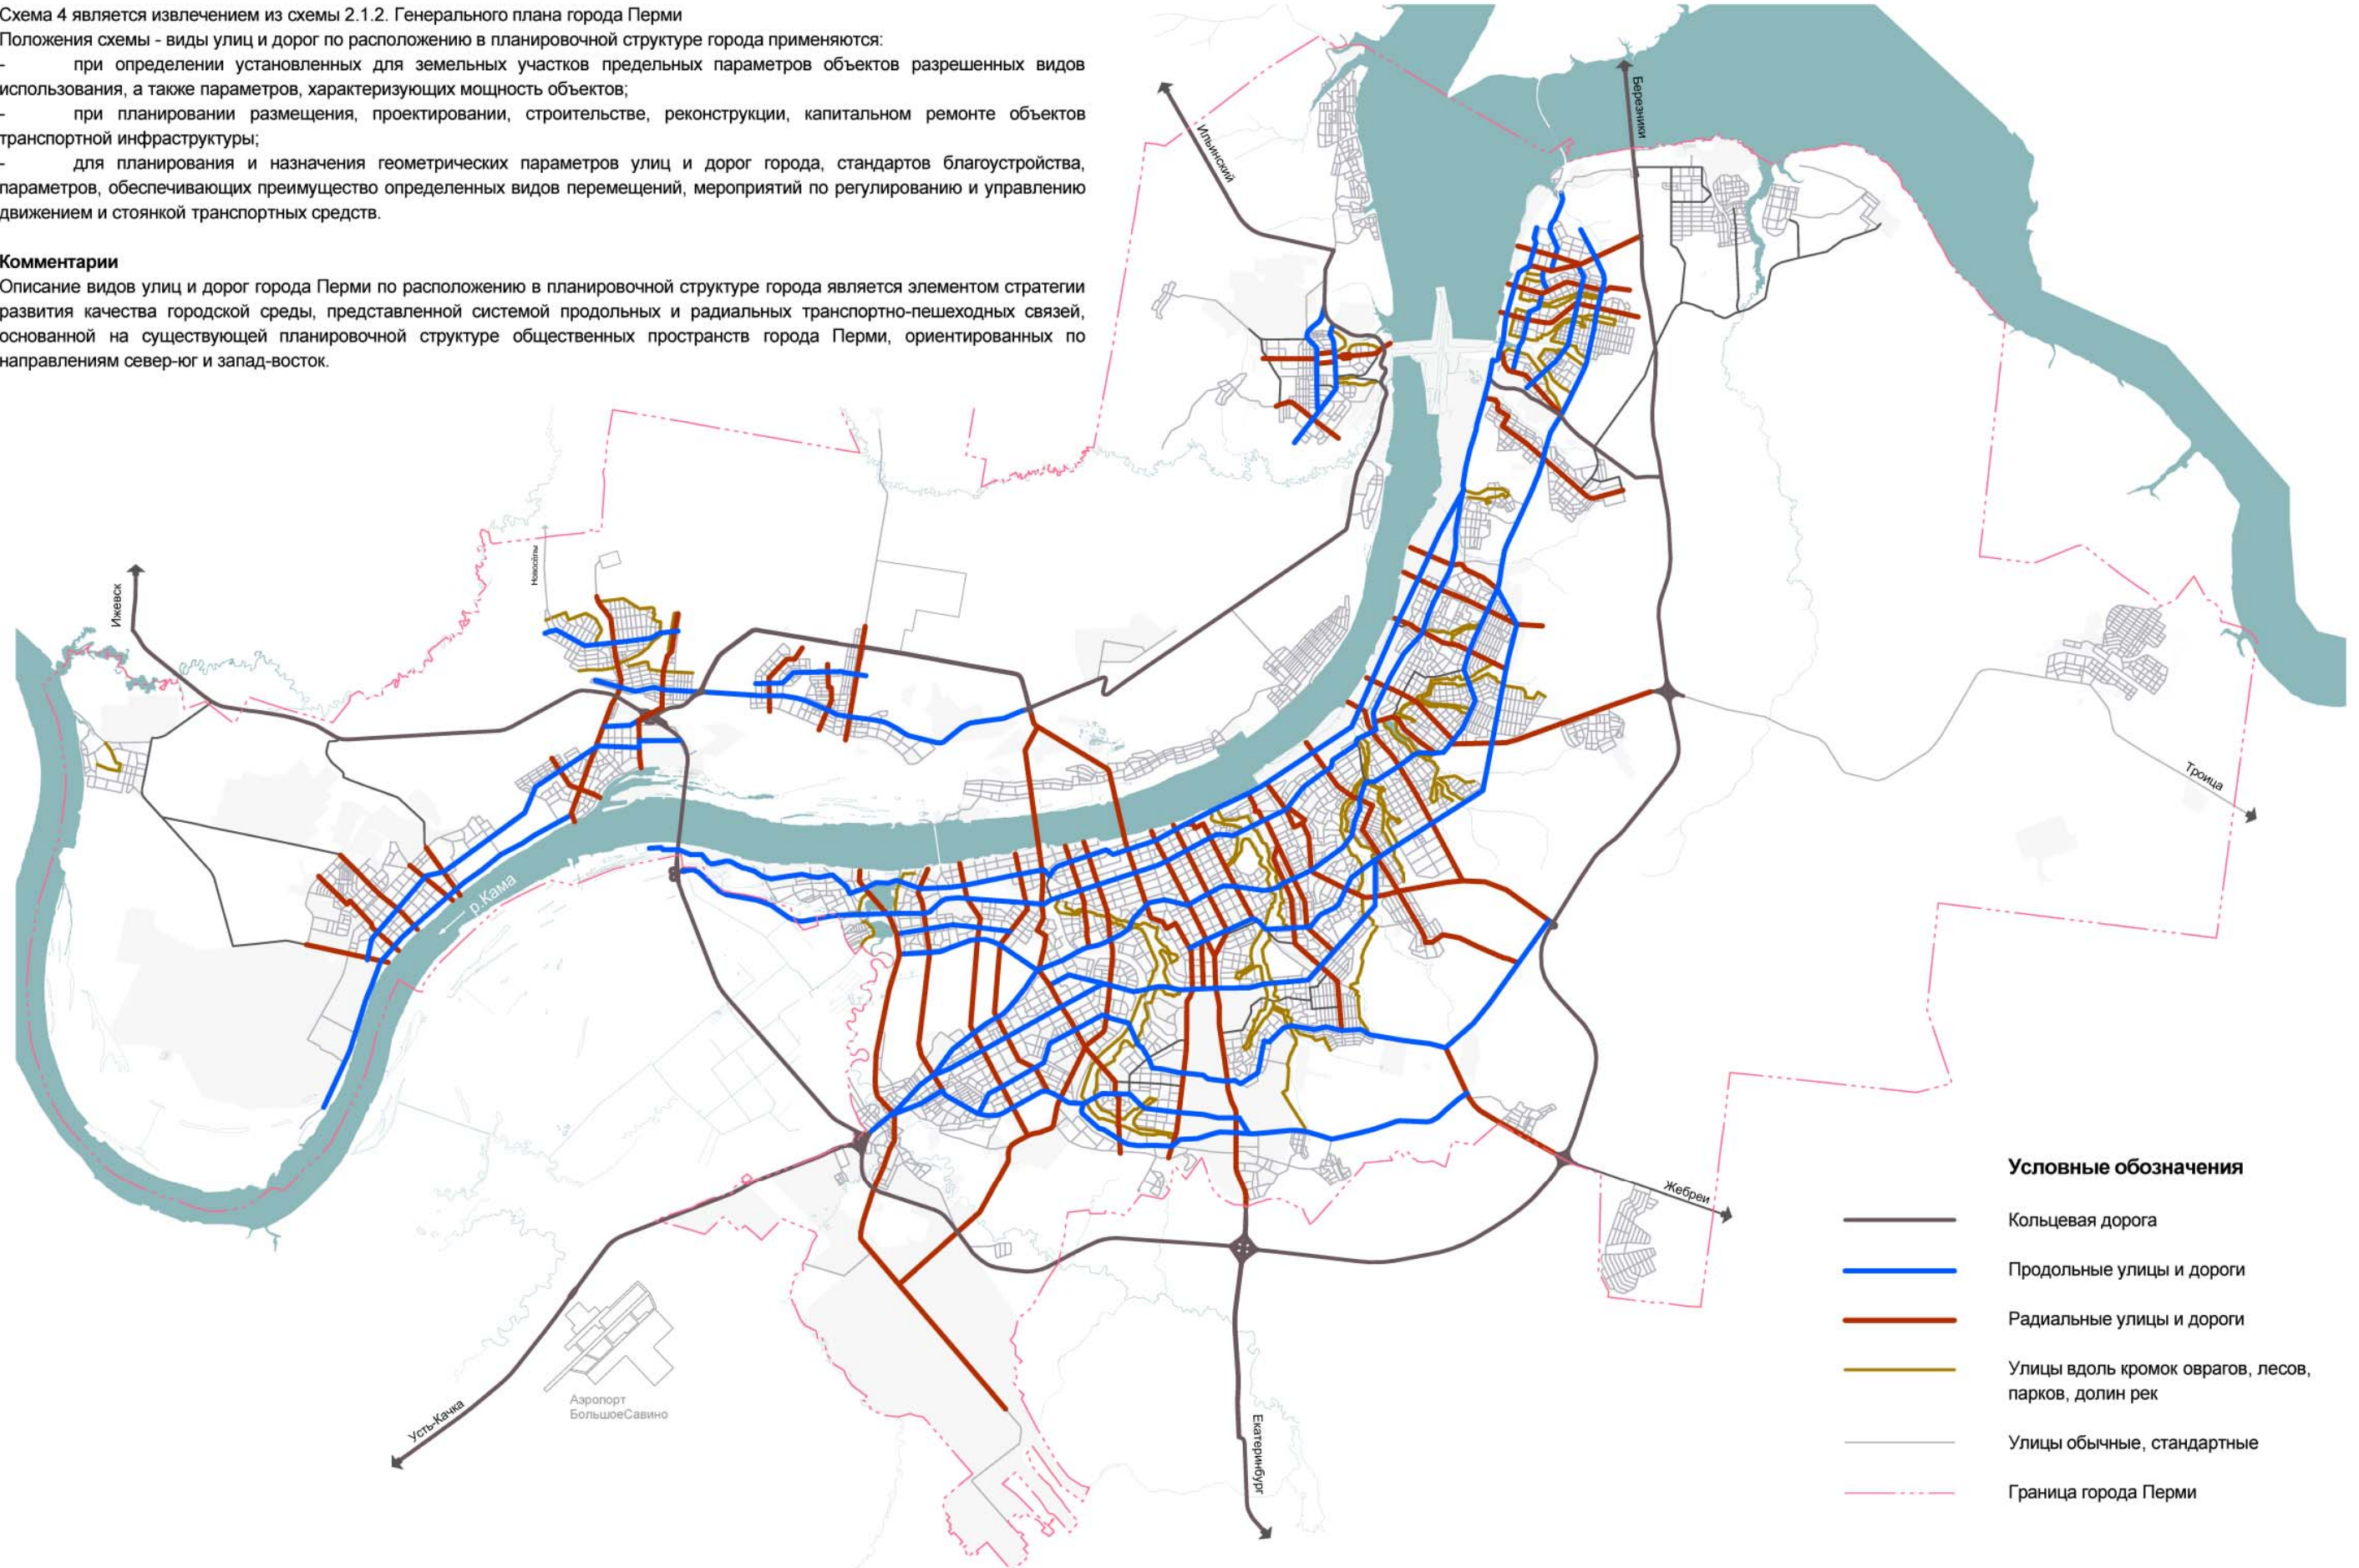 Схема 4 является извлечением из схемы 2.1.2. Генерального плана города Перми
Положения схемы - виды улиц и дорог по расположению в планировочной структуре города применяются:
- при определении установленных для земельных участков предельных параметров объектов разрешенных видов
использования, а также параметров, характеризующих мощность объектов;
- при планировании размещения, проектировании, строительстве, реконструкции, капитальном ремонте объектов
транспортной инфраструктуры;
- для планирования и назначения геометрических параметров улиц и дорог города, стандартов благоустройства,
параметров, обеспечивающих преимущество определенных видов перемещений, мероприятий по регулированию и управлению
движением и стоянкой транспортных средств.
Комментарии
Описание видов улиц и дорог города Перми по расположению в планировочной структуре города является элементом стратегии
развития качества городской среды, представленной системой продольных и радиальных транспортно-пешеходных связей,
основанной на существующей планировочной структуре общественных пространств города Перми, ориентированных по
направлениям север-юг и запад-восток.
Березники
Ильинский
Новосёлы
Ижевск
Троица
р.Кама
Жебреи
Усть-Качка
Аэропорт
БольшоеСавино
Екатеринбург
Условные обозначения
Кольцевая дорога
Продольные улицы и дороги
Радиальные улицы и дороги
Улицы вдоль кромок оврагов, лесов,
парков, долин рек
Улицы обычные, стандартные
Граница города Перми